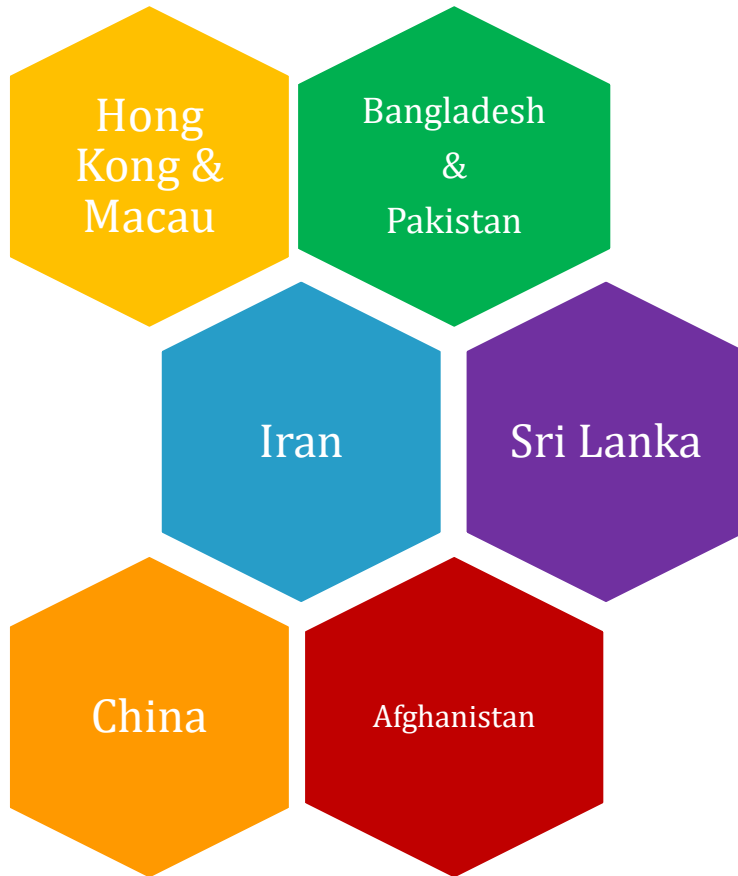 Hong
Kong &
Macau
Bangladesh
&
Pakistan
Iran
Sri Lanka
China
Afghanistan